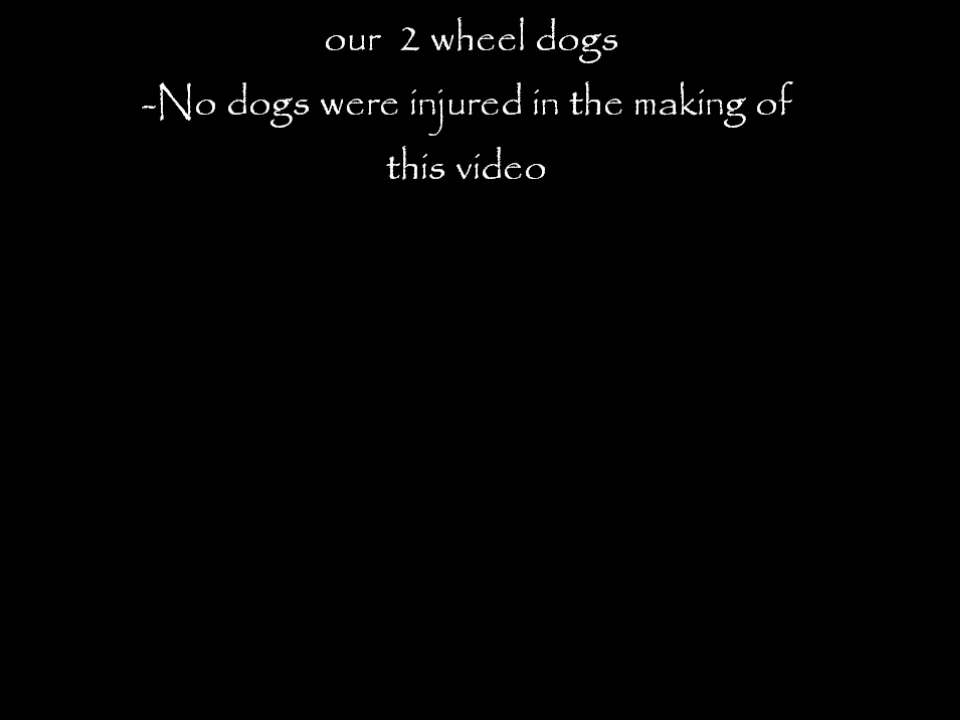 our 2 wheel dogs
-No dogs were injured in the making of
this video